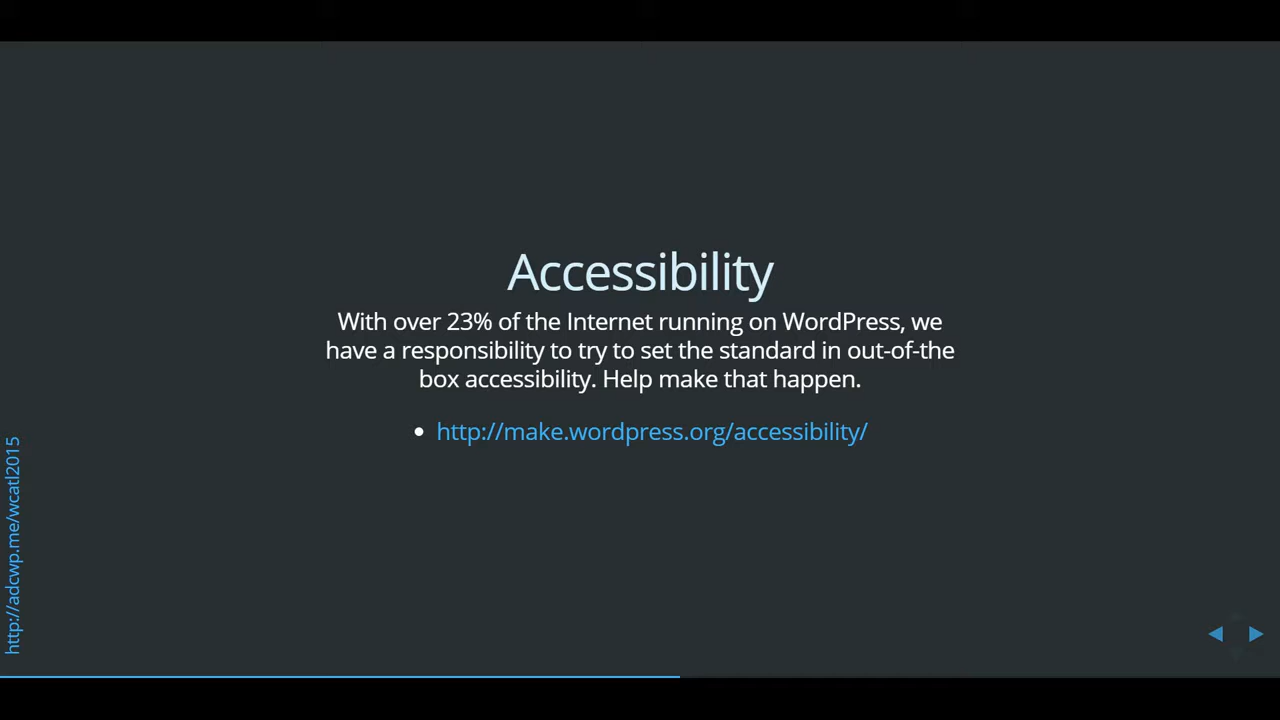 Accessibility
With over 23% of the Internet running on WordPress, we
have a responsibility to try to set the standard in out-of-the
box accessibility. Help make that happen.
http://make.wordpress.org/accessibility/
http://adcwp.me/wcatl2015